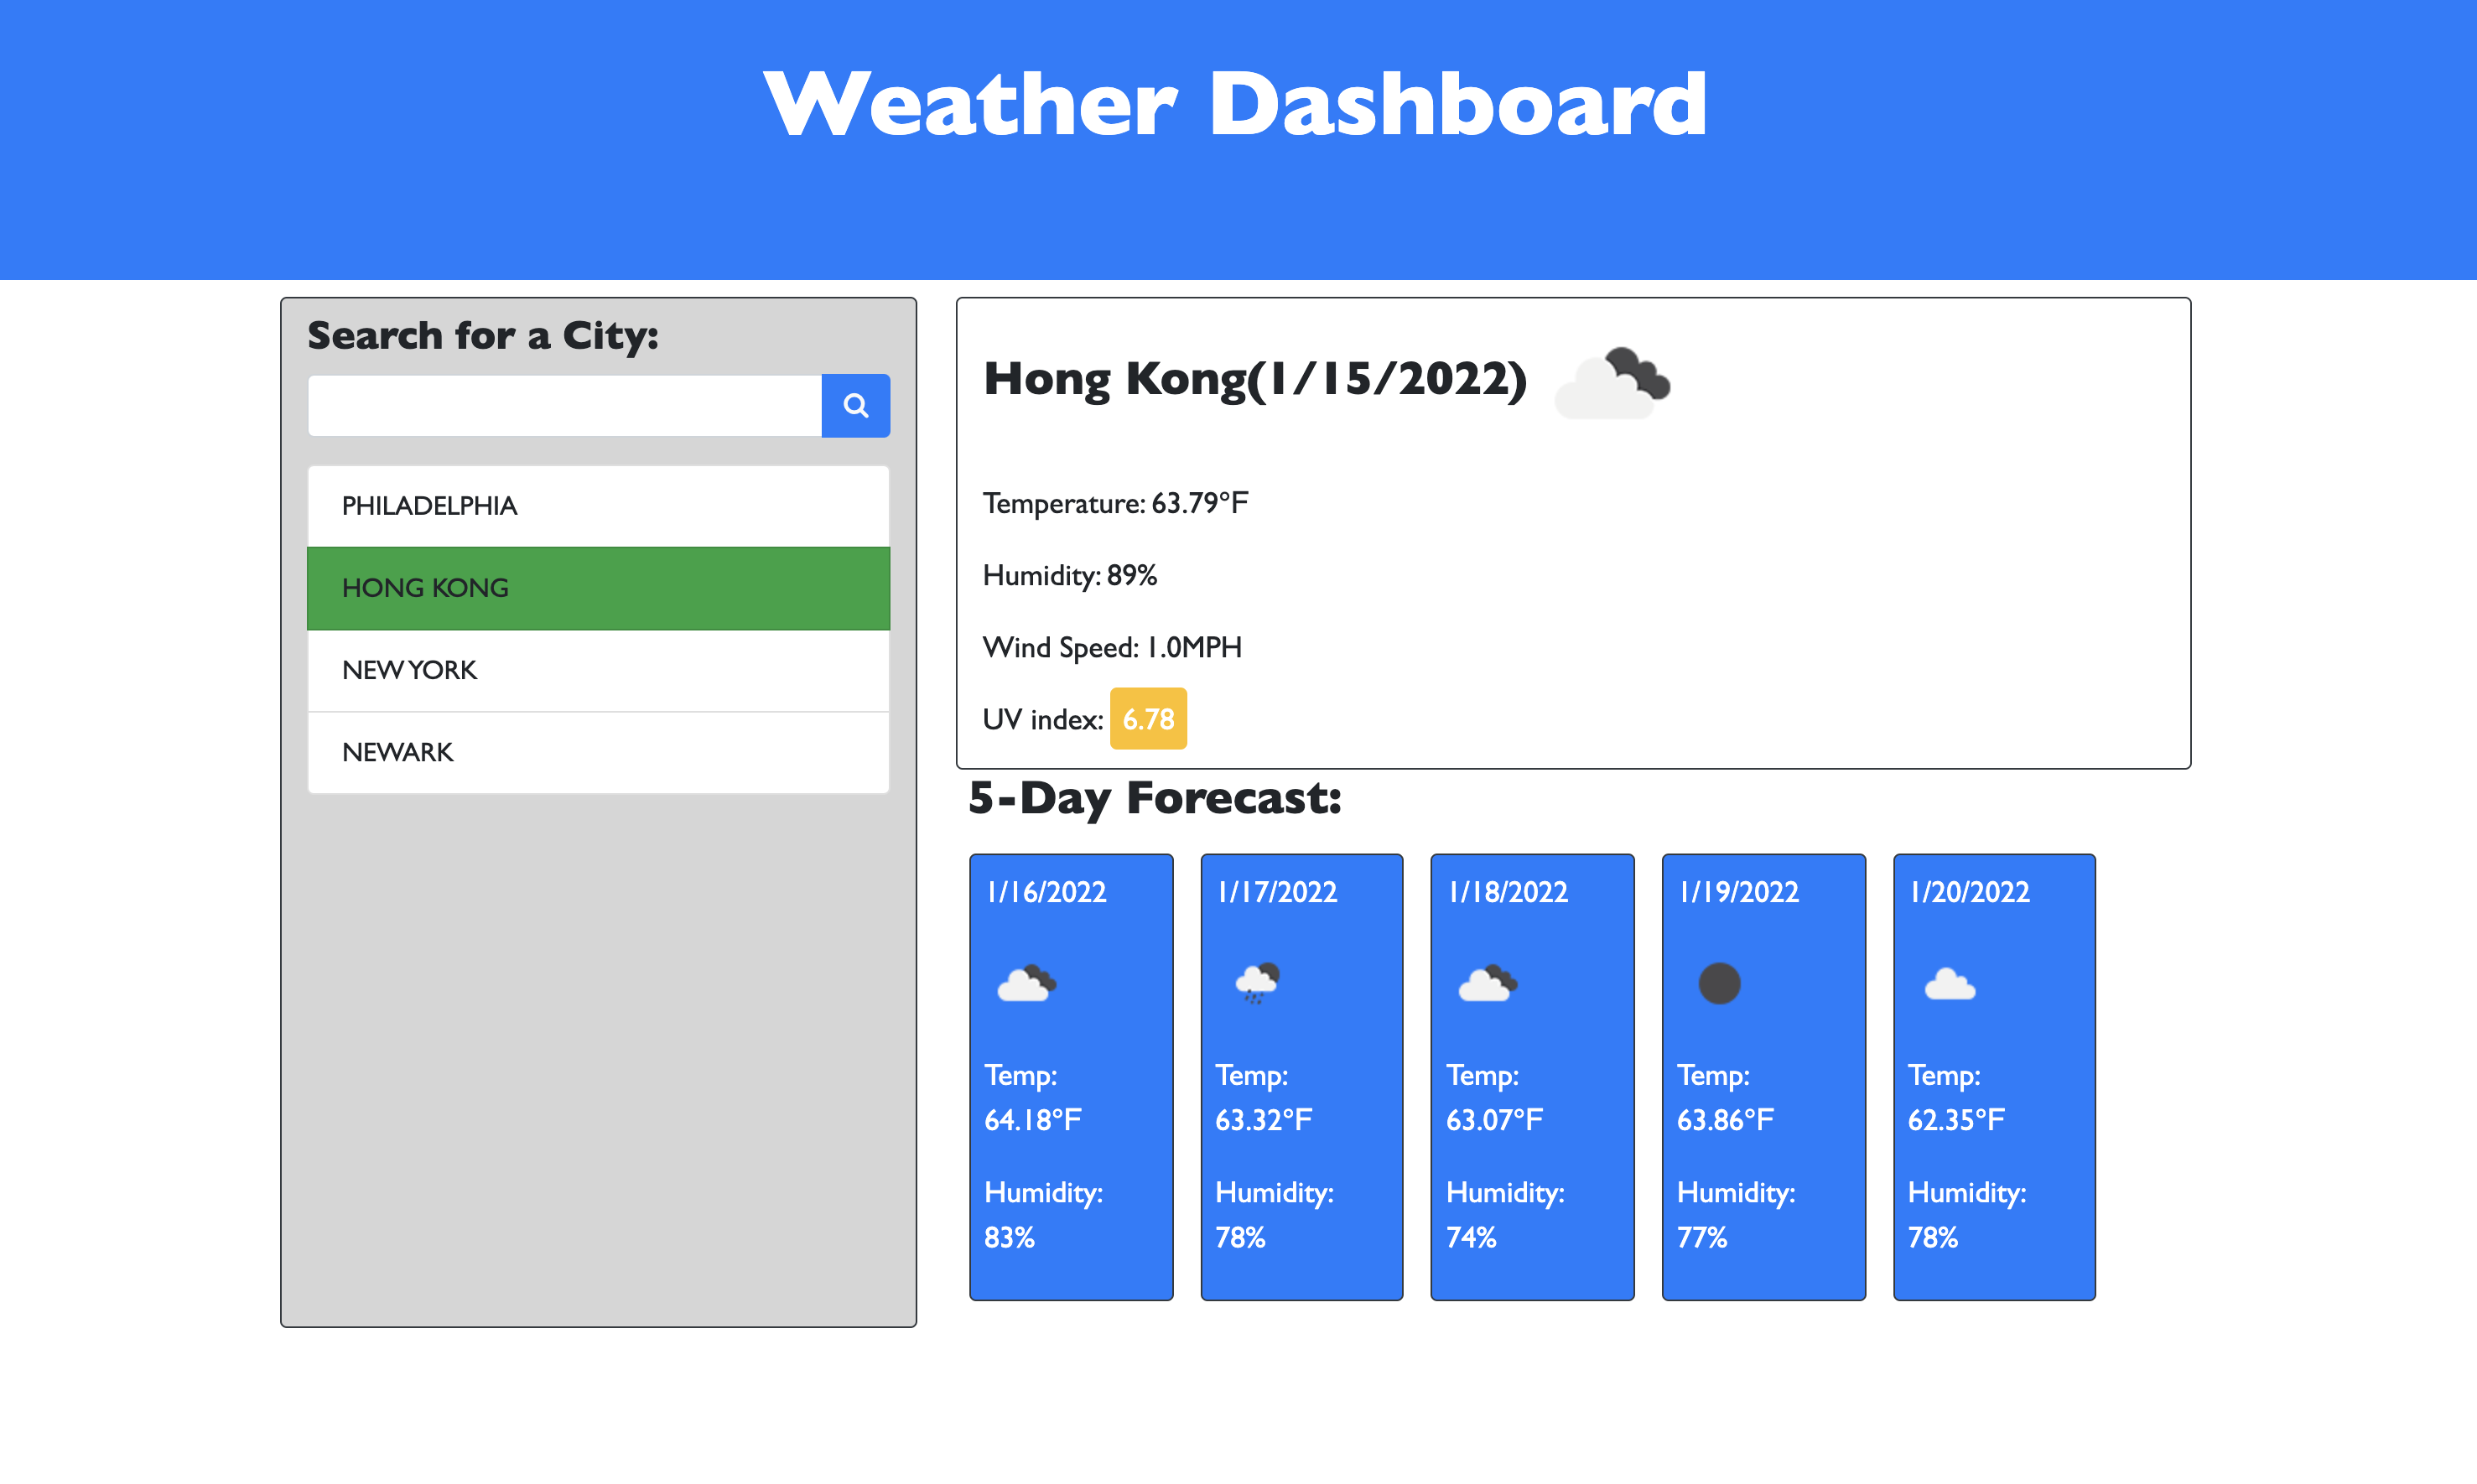 Weather Dashboard
Search for a City:
PHILADELPHIA
HONG KONG
NEW YORK
NEWARK
Hong Kong(1/15/2022)
Temperature: 63.79°F
Humidity: 89%
Wind Speed: 1.0MPH
UV index: 6.78
5-Day Forecast:
1/16/2022
Temp:
64.18°F
Humidity:
83%
1/17/2022
Temp:
63.32°F
Humidity:
78%
1/18/2022
Temp:
63.07°F
Humidity:
74%
1/19/2022
Temp:
63.86°F
Humidity:
77%
1/20/2022
Temp:
62.35°F
Humidity:
78%